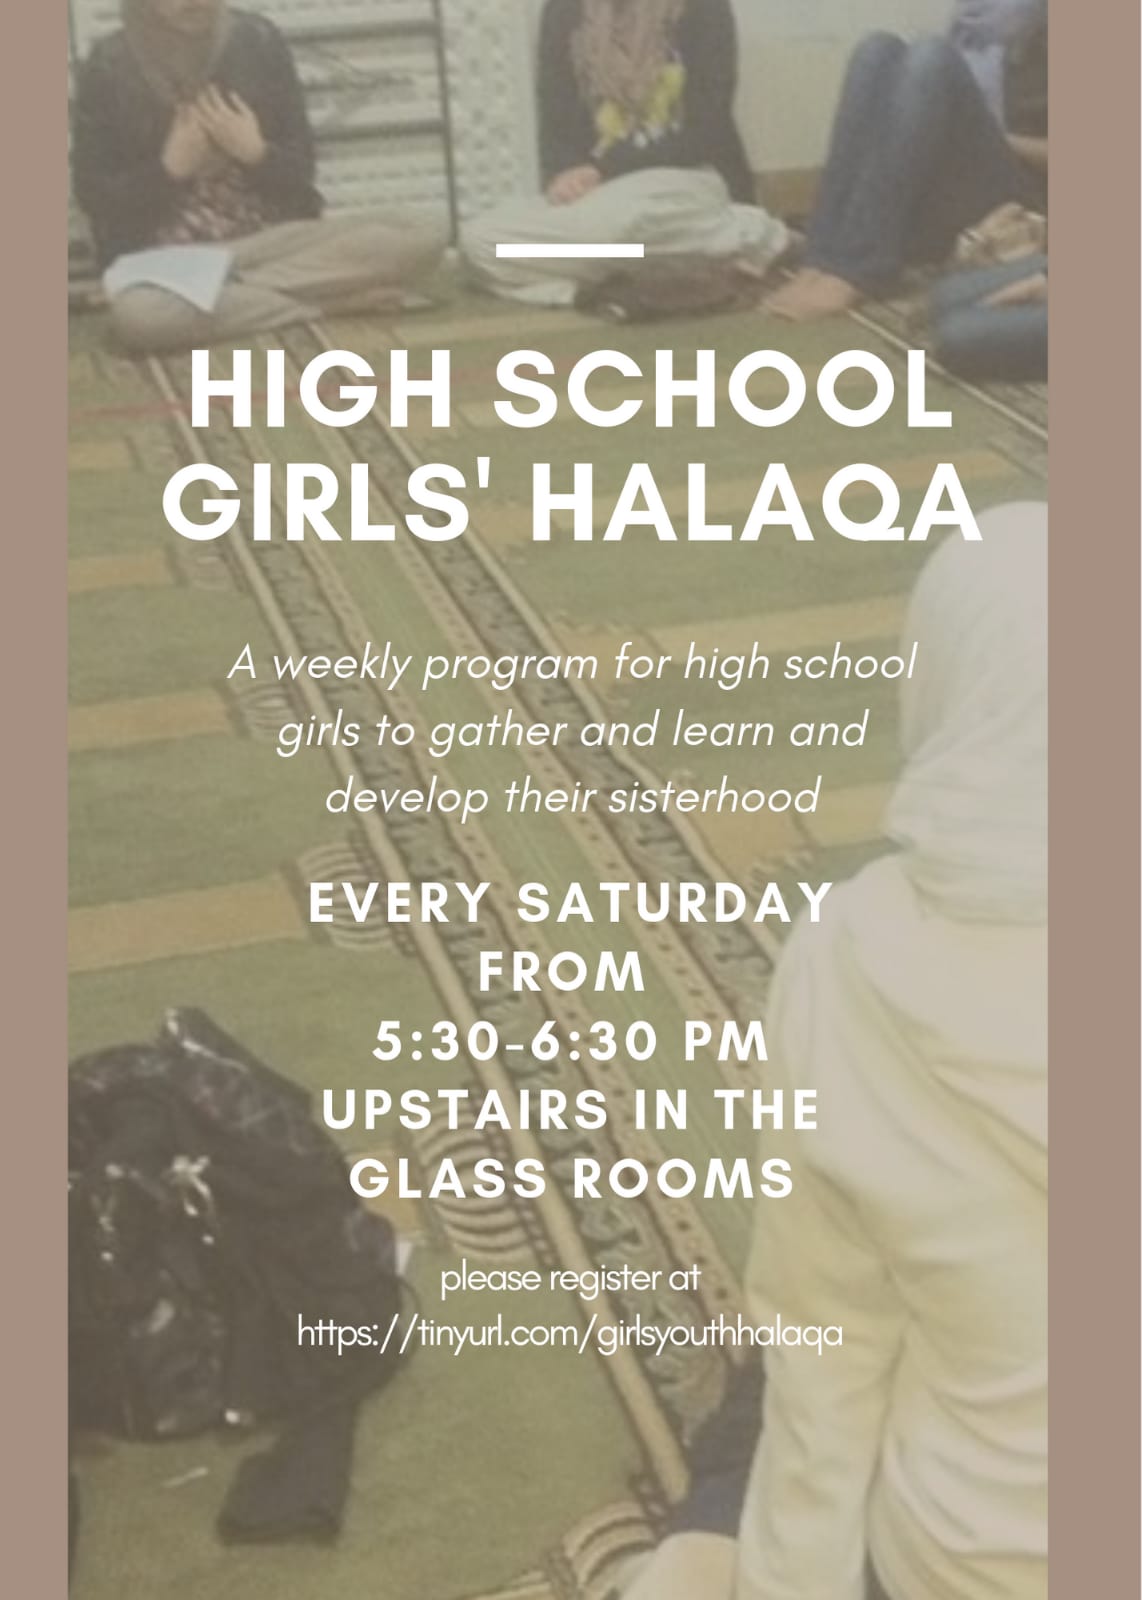 HIGH SCHOOL
GIRLS' HALAQA
A weekly program for high school
girls to gather and learn and
develop their sisterhood
EVERY SATURDAY
FROM
5:30-6:30 PM
UPSTAIRS IN THE
GLASS ROOMS
please register at
https://tinyurl.com/girlsyouthhalaqa